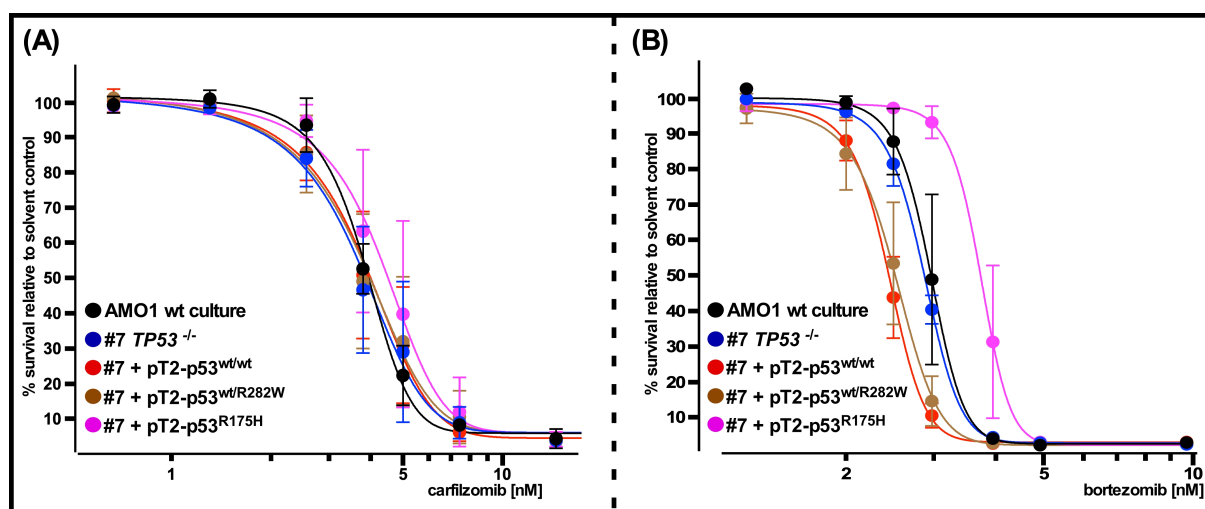 (A)
% survival relative to solvent control
100
90
80
70
60
50
40
30
20
10
AMO1 wt culture
#7 TP53 -/-
#7 + pT2-p53wt/wt
#7 + pT2-p53wt/R282W
#7 + pT2-p53R175H
1
5
10
carfilzomib [nM]
(B)
% survival relative to solvent control
100
90
80
70
60
50
40
30
20
10
AMO1 wt culture
#7 TP53 -/-
#7 + pT2-p53wt/wt
#7 + pT2-p53wt/R282W
#7 + pT2-p53R175H
2
5
10
bortezomib [nM]